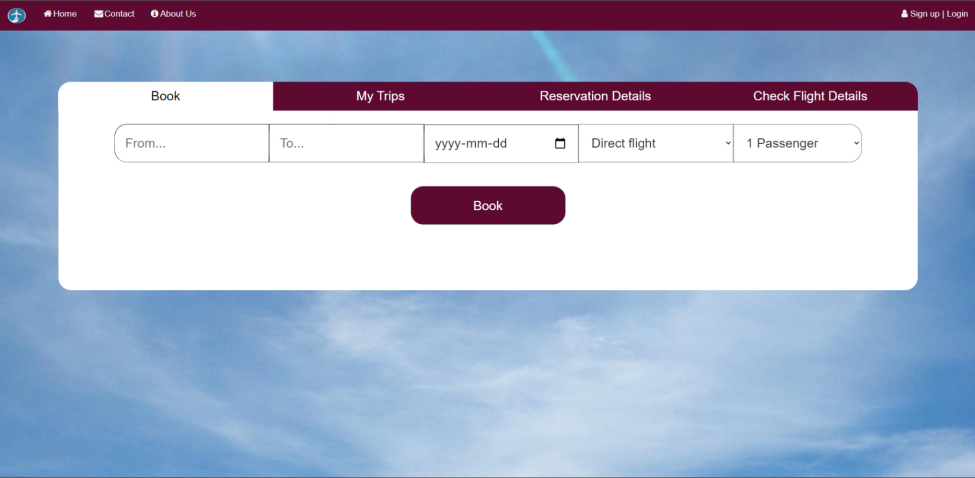 Home Contact About Us Sign up | Login
Book My Trips Reservation Details Check Flight Details
From... To... yyyy-mm-dd Direct flight 1 Passenger
Book